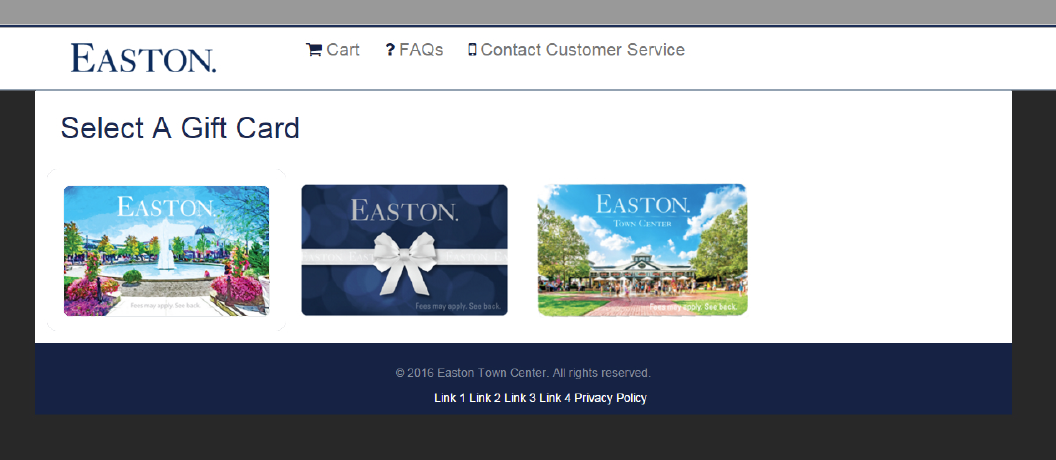 EASTON.
Cart
? FAQs
Contact Customer Service
Select A Gift Card
EASTON.
Fees may apply. See back.
EASTON.
EASTON
Fees may apply. See back.
EASTON.
TOWN CENTER
Fees may apply. See back.
© 2016 Easton Town Center. All rights reserved.
Link 1 Link 2 Link 3 Link 4 Privacy Policy